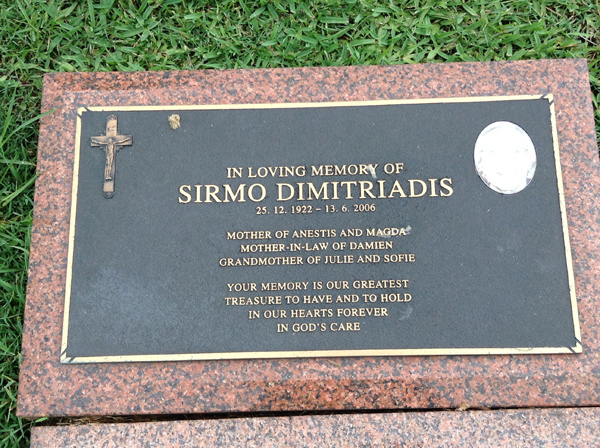 IN LOVING MEMORY OF
SIRMO DIMITRIADIS
25. 12. 1922 – 13. 6. 2006
MOTHER OF ANESTIS AND MAGDA
MOTHER-IN-LAW OF DAMIEN
GRANDMOTHER OF JULIE AND SOFIE
YOUR MEMORY IS OUR GREATEST
TREASURE TO HAVE AND TO HOLD
IN OUR HEARTS FOREVER
IN GOD'S CARE